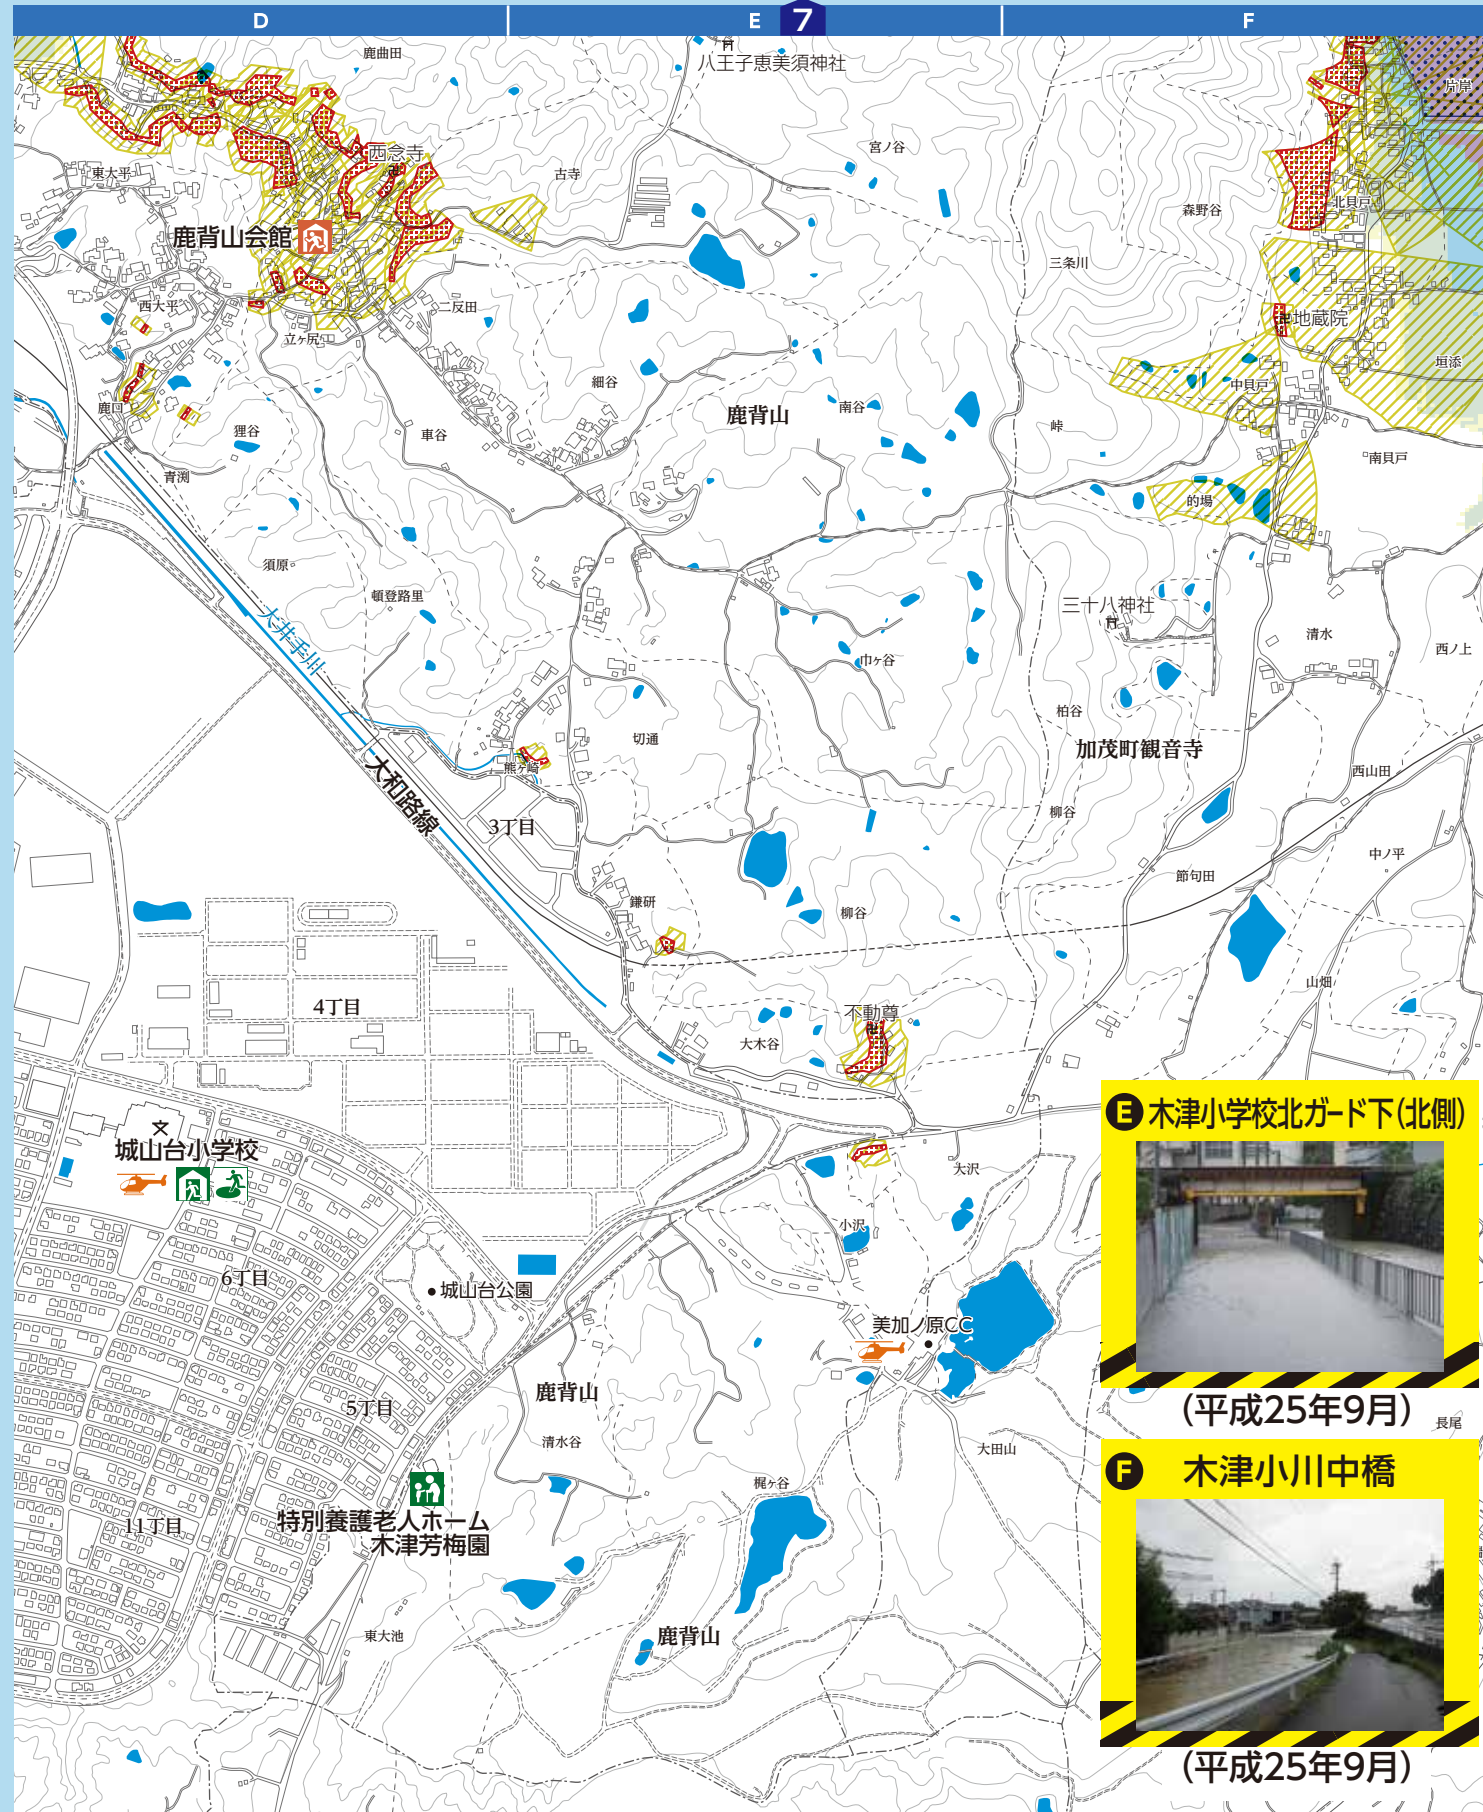 D
E
7
F
鹿曲田
八王子恵美須神社
片岸
西念寺
宮ノ谷
東大平
古寺
北貝戸
森野谷
鹿背山会館
三条川
西大平
二反田
地蔵院
立ヶ尻
垣添
細谷
中貝戸
鹿口
南谷
鹿背山
狸谷
車谷
峠
青渕
南貝戸
的場
須原
頓登路里
三十八神社
大井手川
清水
西ノ上
巾ヶ谷
柏谷
切通
加茂町観音寺
熊ヶ崎
西山田
大和路線
3丁目
柳谷
中ノ平
節句田
鎌研
柳谷
山畑
4丁目
不動尊
大木谷
E 木津小学校北ガード下(北側)
文
城山台小学校
大沢
小沢
6丁目
城山台公園
美加ノ原CC
鹿背山
5丁目
(平成25年9月)
長尾
清水谷
大田山
F 木津小川中橋
梶ヶ谷
11丁目
特別養護老人ホーム
木津芳梅園
東大池
鹿背山
(平成25年9月)